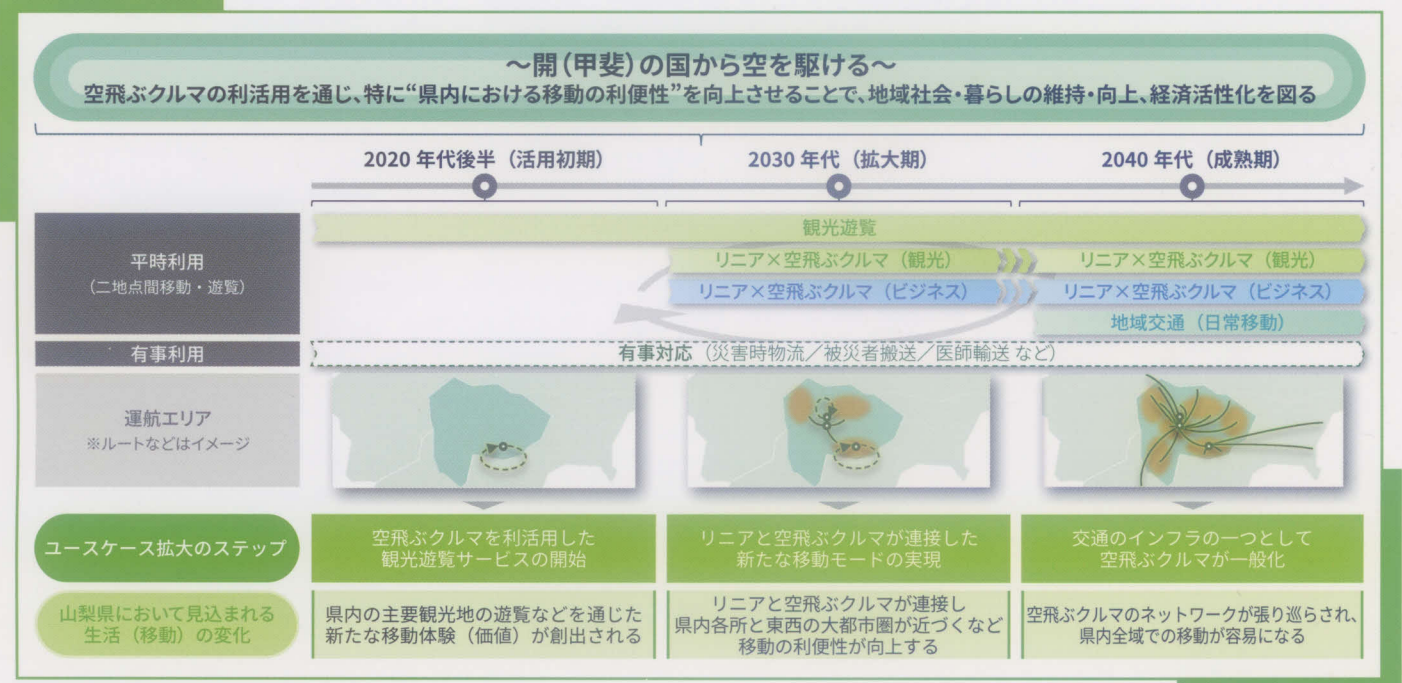 ～開（甲斐）の国から空を駆ける～
空飛ぶクルマの利活用を通じ、特に“県内における移動の利便性”を向上させることで、地域社会・暮らしの維持・向上、経済活性化を図る
2020 年代後半（活用初期）
2030 年代（拡大期）
2040 年代（成熟期）
平時利用
（二地点間移動・遊覧）
観光遊覧
リニア×空飛ぶクルマ（観光）
リニア×空飛ぶクルマ（観光）
リニア×空飛ぶクルマ（ビジネス）
リニア×空飛ぶクルマ（ビジネス）
地域交通（日常移動）
有事利用
有事対応（災害時物流／被災者搬送／医師輸送 など）
運航エリア
※ルートなどはイメージ
ユースケース拡大のステップ
空飛ぶクルマを利活用した
観光遊覧サービスの開始
リニアと空飛ぶクルマが連接した
新たな移動モードの実現
交通のインフラの一つとして
空飛ぶクルマが一般化
山梨県において見込まれる
生活（移動）の変化
県内の主要観光地の遊覧などを通じた
新たな移動体験（価値）が創出される
リニアと空飛ぶクルマが連接し
県内各所と東西の大都市圏が近づくなど
移動の利便性が向上する
空飛ぶクルマのネットワークが張り巡らされ、
県内全域での移動が容易になる